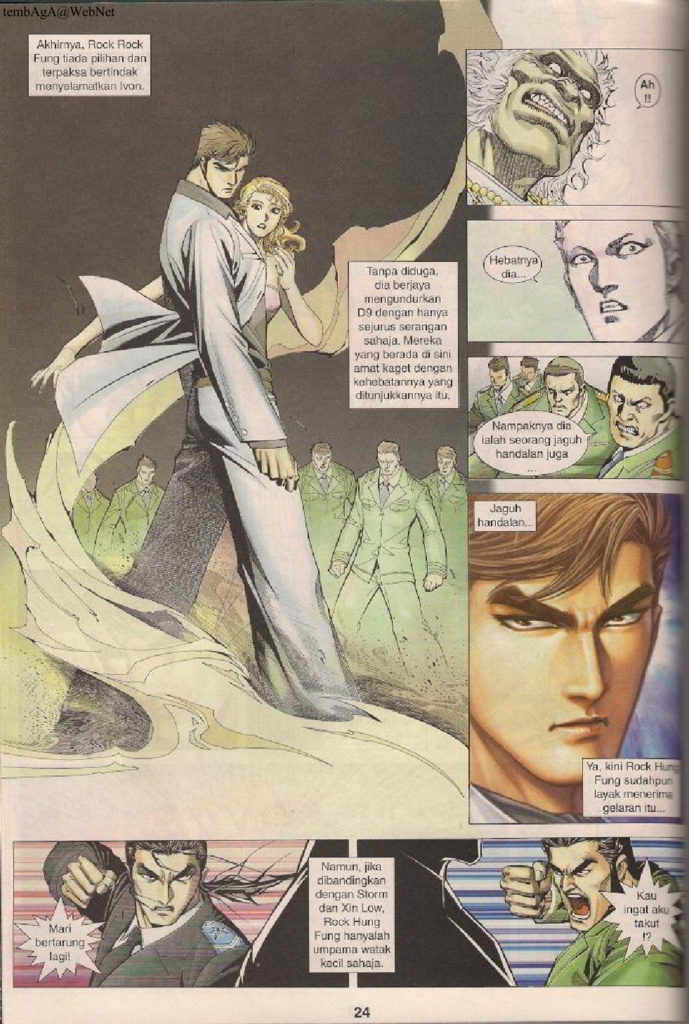 tembAgA@WebNet
Akhirnya, Rock Rock
Fung tiada pilihan dan
terpaksa bertindak
menyelamatkan Ivon.
Ah
!!
Hebatnya
dia...
Tanpa diduga,
dia berjaya
mengundurkan
D9 dengan hanya
sejurus serangan
sahaja. Mereka
yang berada di sini
amat kaget dengan
kehebatannya yang
ditunjukkannya itu.
Nampaknya dia
ialah seorang jaguh
handalan juga
...
Jaguh
handalan...
Ya, kini Rock Hung
Fung sudahpun
layak menerima
gelaran itu...
Mari
bertarung
lagi!
Namun, jika
dibandingkan
dengan Storm
dan Xin Low,
Rock Hung
Fung hanyalah
umpama watak
kecil sahaja.
Kau
ingat aku
takut
!?
24